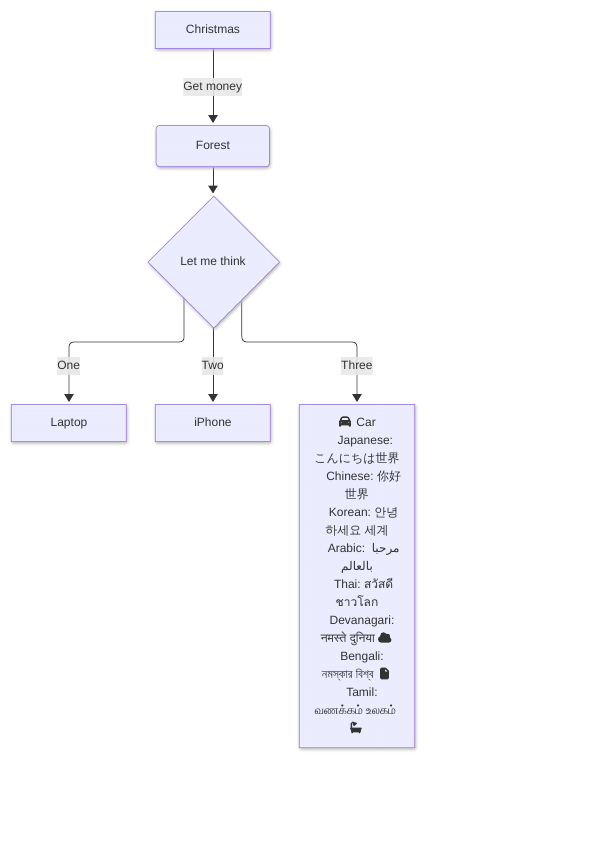 Christmas
Get money
Forest
Let me think
One
Two
Three
Laptop
iPhone
Car
Japanese:
こんにちは世界
Chinese: 你好
世界
Korean: 안녕
하세요 세계
Arabic: مرحبا
بالعالم
Thai: สวัสดี
ชาวโลก
Devanagari:
नमस्ते दुनिया
Bengali:
নমস্কার বিশ্ব
Tamil:
வணக்கம் உலகம்